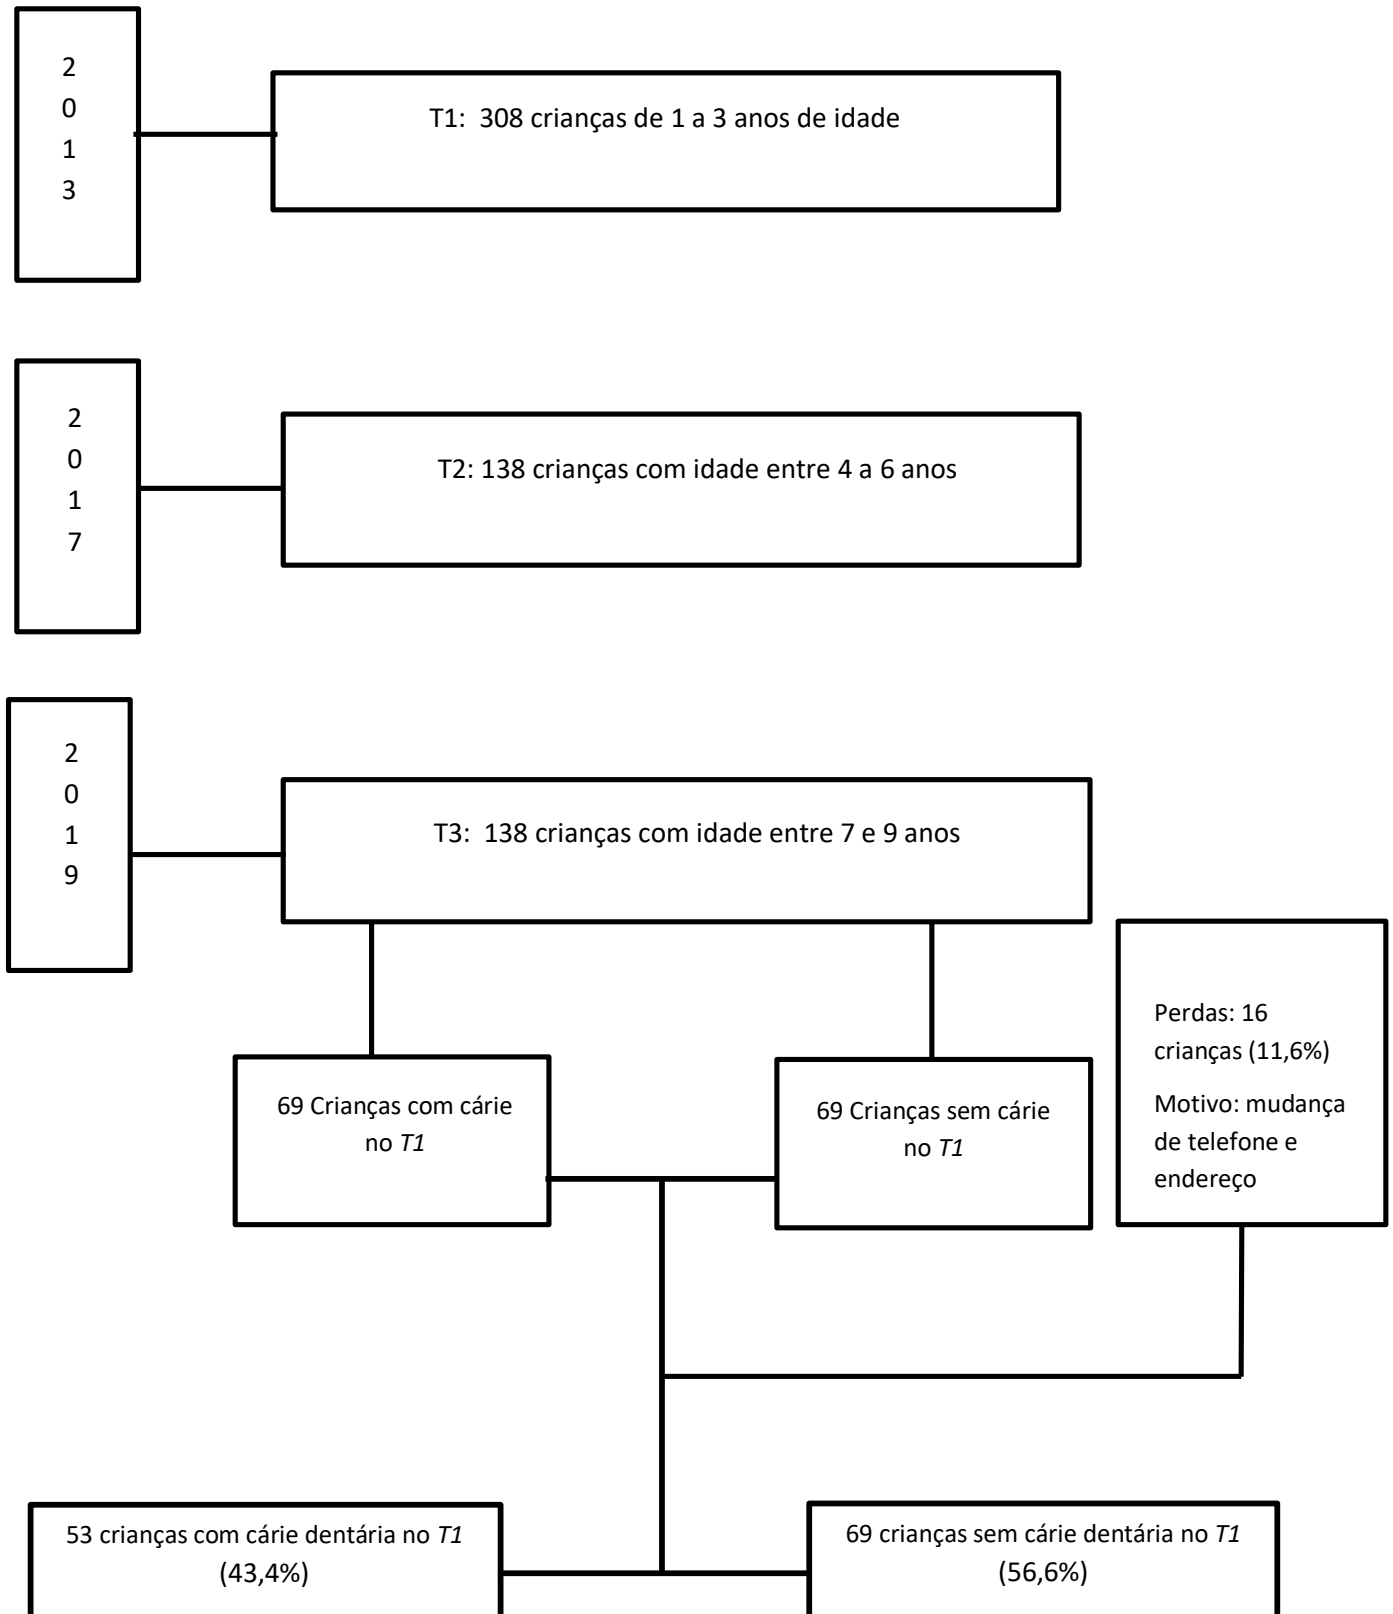 2
0
1
3
T1: 308 crianças de 1 a 3 anos de idade
2
0
1
7
T2: 138 crianças com idade entre 4 a 6 anos
2
0
1
9
T3: 138 crianças com idade entre 7 e 9 anos
69 Crianças com cárie
no T1
69 Crianças sem cárie
no T1
Perdas: 16
crianças (11,6%)
Motivo: mudança
de telefone e
endereço
53 crianças com cárie dentária no T1
(43,4%)
69 crianças sem cárie dentária no T1
(56,6%)